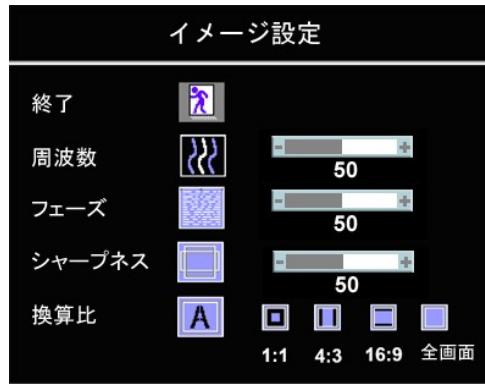 イメージ設定
終了
周波数 - + 50
フェーズ - + 50
シャープネス - + 50
換算比 A
1:1 4:3 16:9 全画面